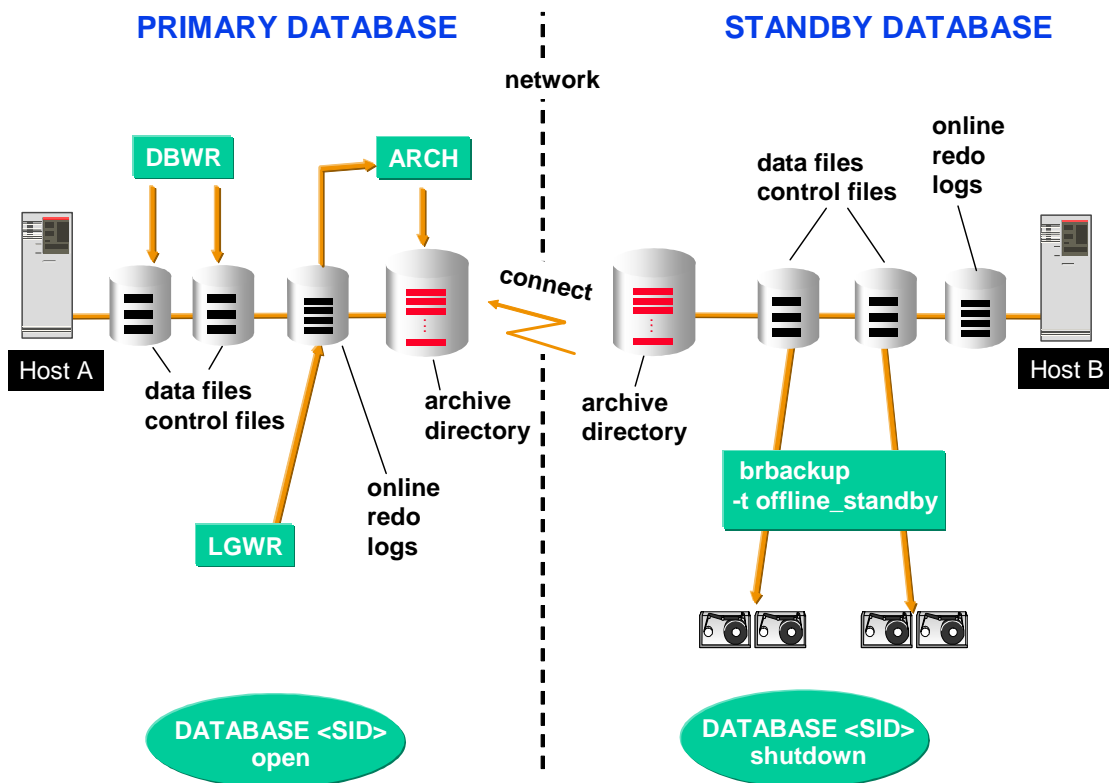 PRIMARY DATABASE
STANDBY DATABASE
network
DBWR
ARCH
data files
control files
online
redo
logs
connect
Host A
data files
control files
archive
directory
online
redo
logs
LGWR
archive
directory
Host B
brbackup
-t offline_standby
DATABASE <SID>
open
DATABASE <SID>
shutdown